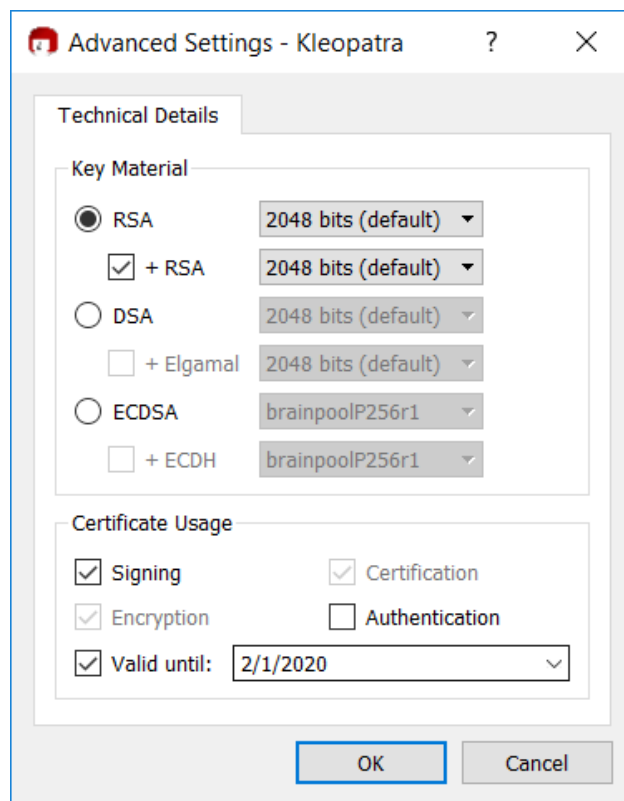 Advanced Settings - Kleopatra ?
Technical Details
Key Material
RSA 2048 bits (default)
+ RSA 2048 bits (default)
DSA 2048 bits (default)
+ Elgamal 2048 bits (default)
ECDSA brainpoolP256r1
+ ECDH brainpoolP256r1
Certificate Usage
Signing Certification
Encryption Authentication
Valid until: 2/1/2020
OK Cancel